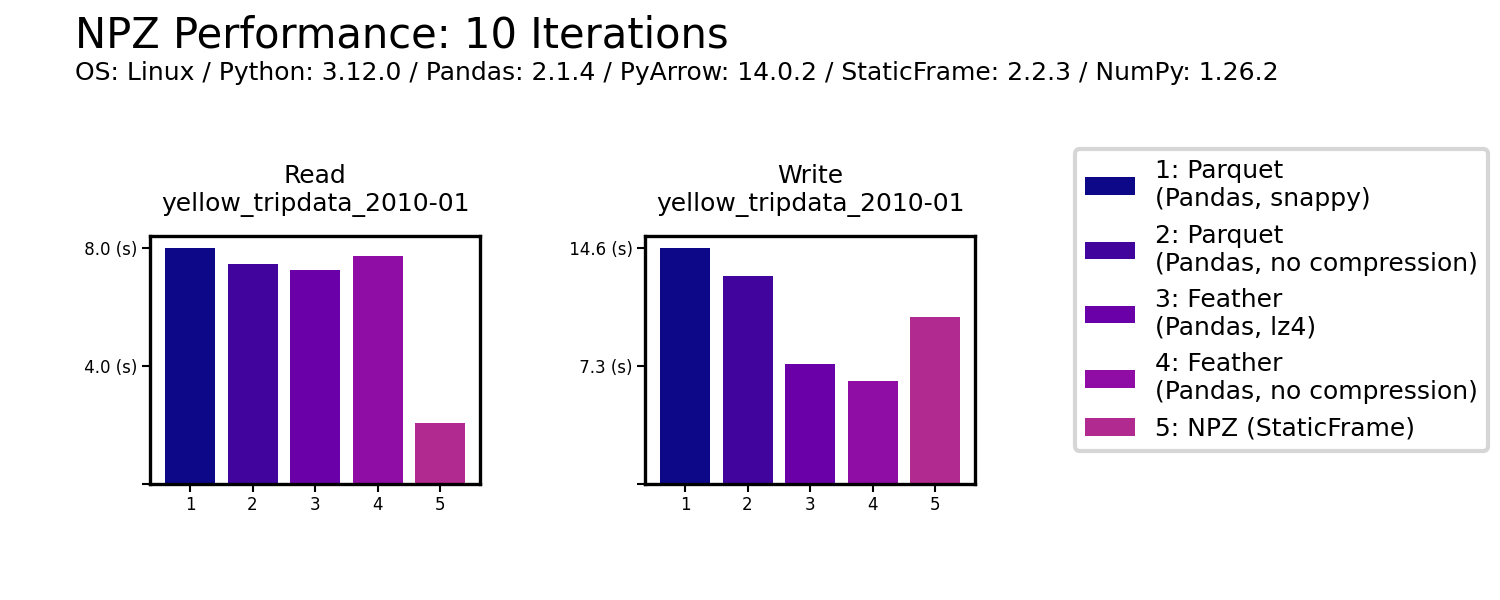 NPZ Performance: 10 Iterations
OS: Linux / Python: 3.12.0 / Pandas: 2.1.4 / PyArrow: 14.0.2 / StaticFrame: 2.2.3 / NumPy: 1.26.2
Read
yellow_tripdata_2010-01
8.0 (s)
4.0 (s)
1 2 3 4 5
Write
yellow_tripdata_2010-01
14.6 (s)
7.3 (s)
1 2 3 4 5
1: Parquet
(Pandas, snappy)
2: Parquet
(Pandas, no compression)
3: Feather
(Pandas, lz4)
4: Feather
(Pandas, no compression)
5: NPZ (StaticFrame)